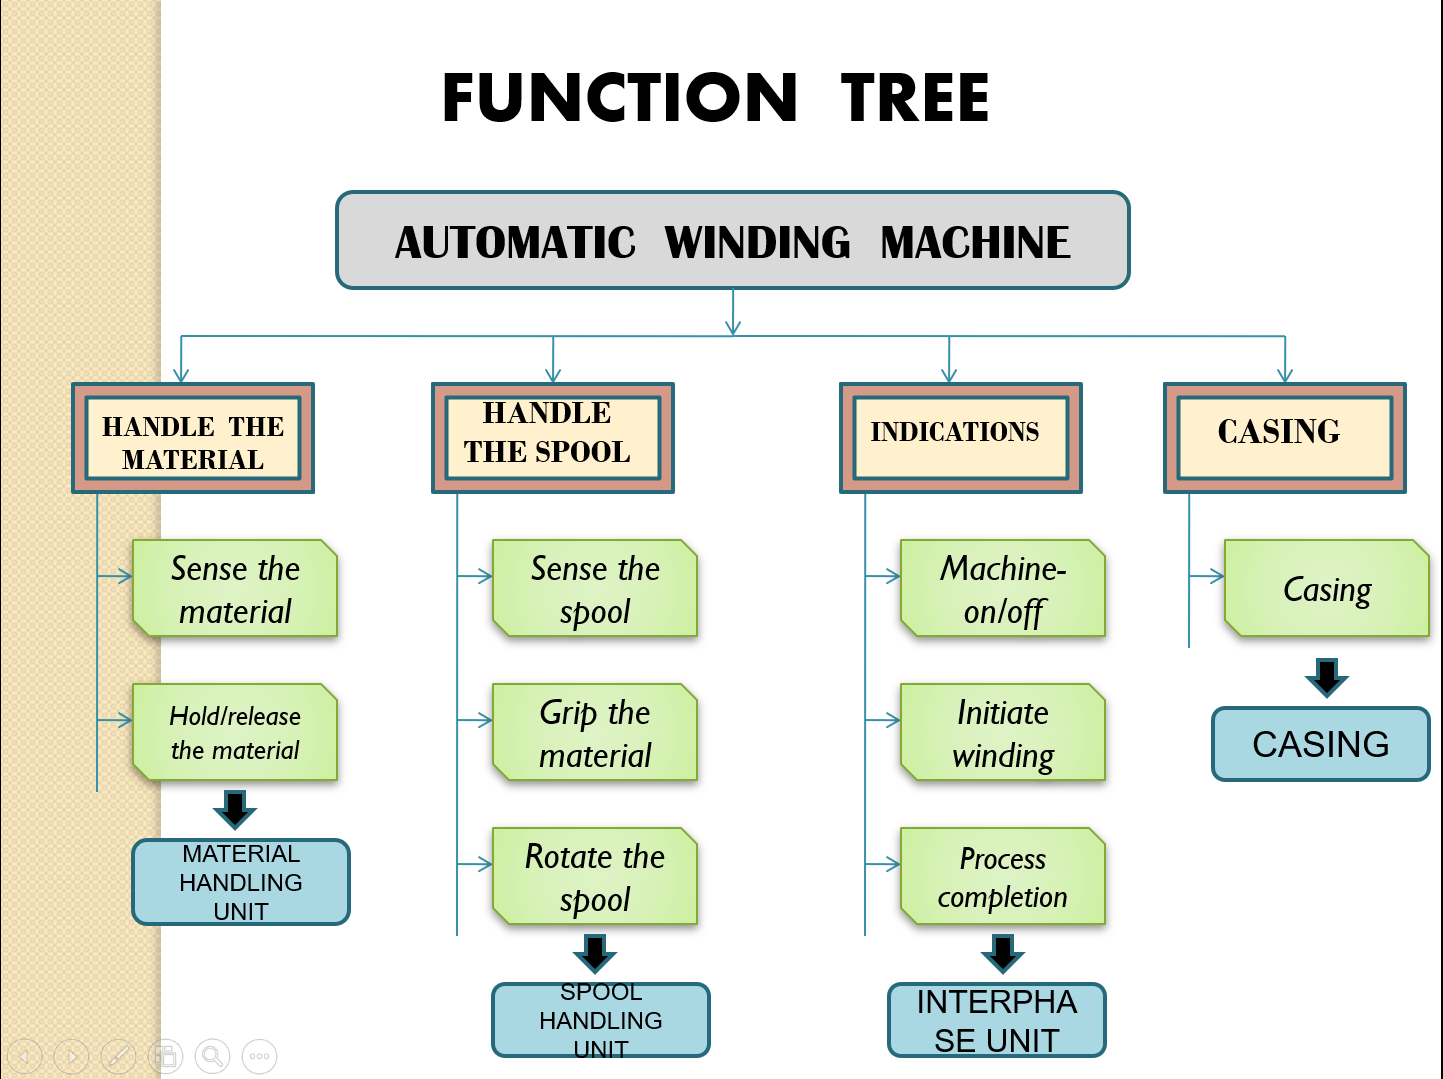 FUNCTION TREE
AUTOMATIC WINDING MACHINE
HANDLE THE
MATERIAL
Sense the
material
Hold/release
the material
MATERIAL
HANDLING
UNIT
HANDLE
THE SPOOL
Sense the
spool
Grip the
material
Rotate the
spool
SPOOL
HANDLING
UNIT
INDICATIONS
Machine-
on/off
Initiate
winding
Process
completion
INTERPHA
SE UNIT
CASING
Casing
CASING